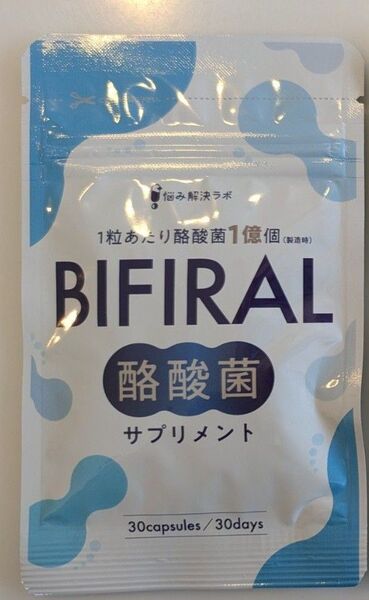 悩み解決ラボ
1粒あたり酪酸菌1億個(製造時)
BIFIRAL
酪酸菌
サプリメント
30capsules/30days